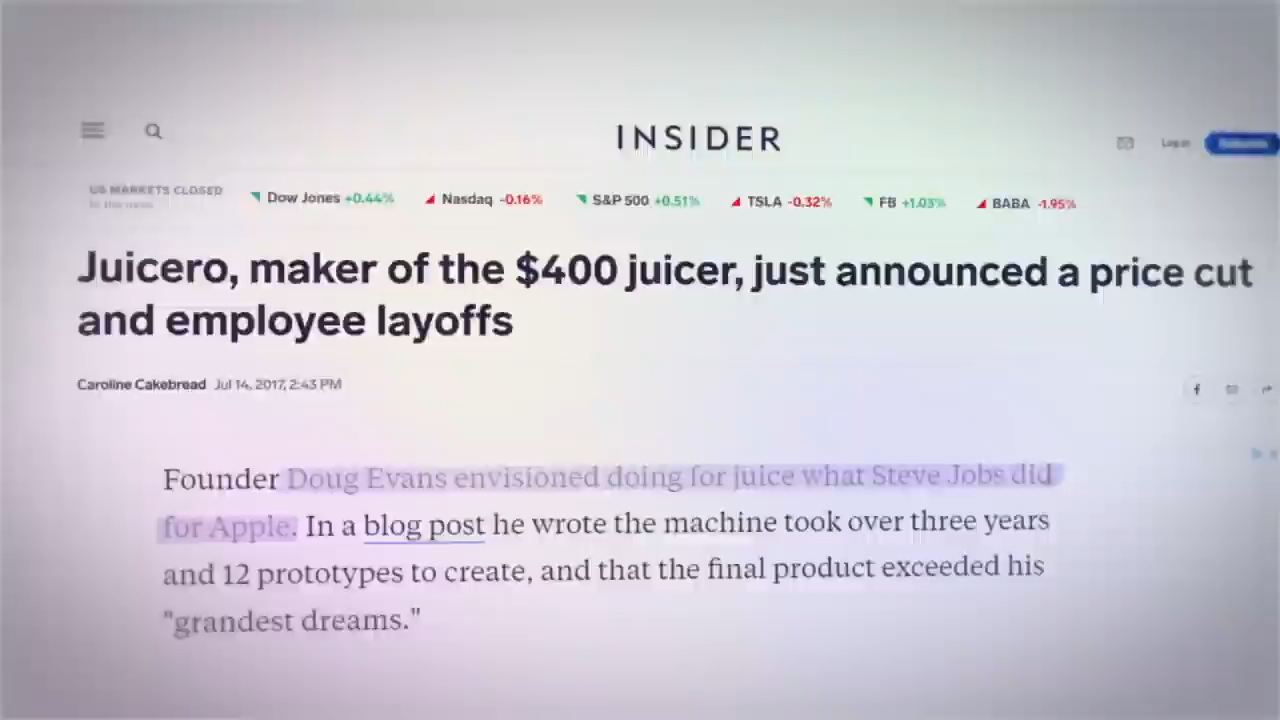 INSIDER
Log in
US MARKETS CLOSED
Dow Jones +0.44% Nasdaq -0.16% S&P 500 +0.51% TSLA -0.32% FB +1.03% BABA -1.95%
Juicero, maker of the $400 juicer, just announced a price cut
and employee layoffs
Caroline Cakebread Jul 14, 2017, 2:43 PM
Founder Doug Evans envisioned doing for juice what Steve Jobs did
for Apple. In a blog post he wrote the machine took over three years
and 12 prototypes to create, and that the final product exceeded his
"grandest dreams."